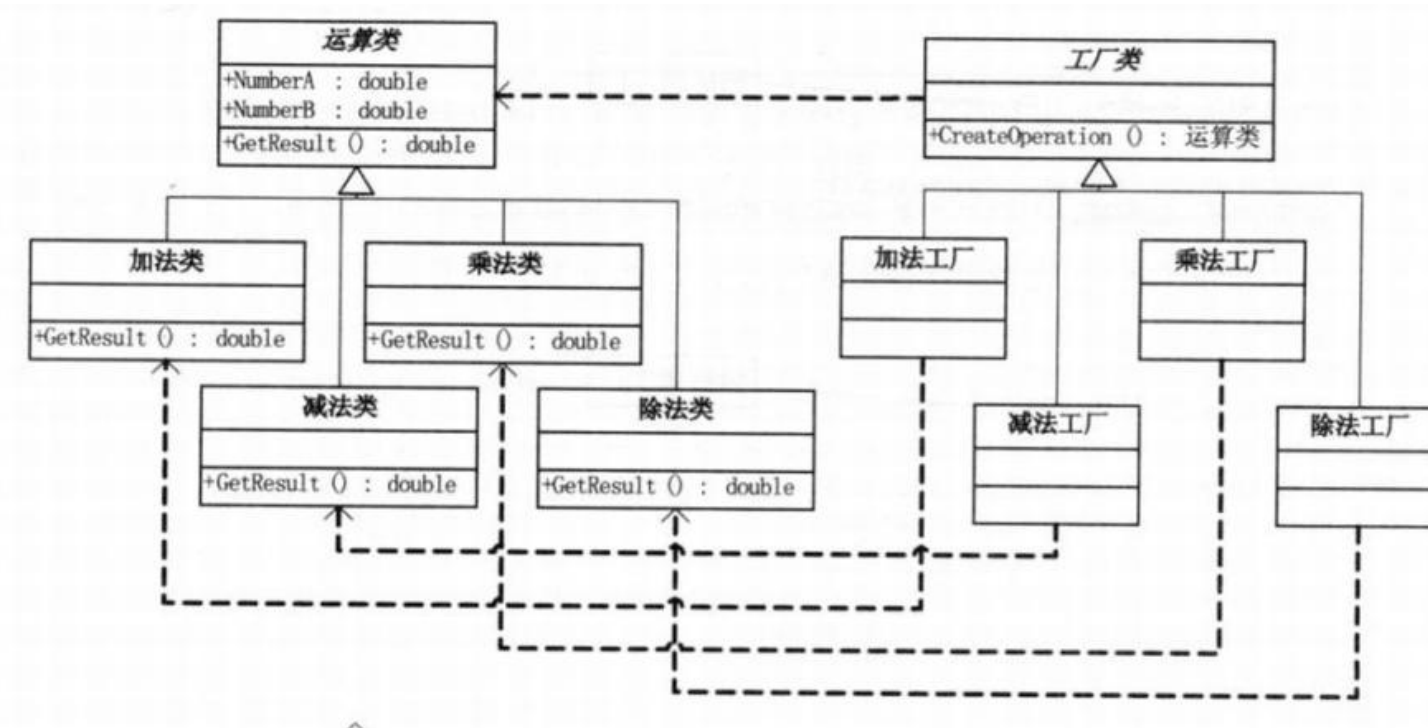 运算类
+NumberA : double
+NumberB : double
+GetResult () : double
工厂类
+CreateOperation () : 运算类
加法类
+GetResult () : double
乘法类
+GetResult () : double
加法工厂
乘法工厂
减法类
+GetResult () : double
除法类
+GetResult () : double
减法工厂
除法工厂